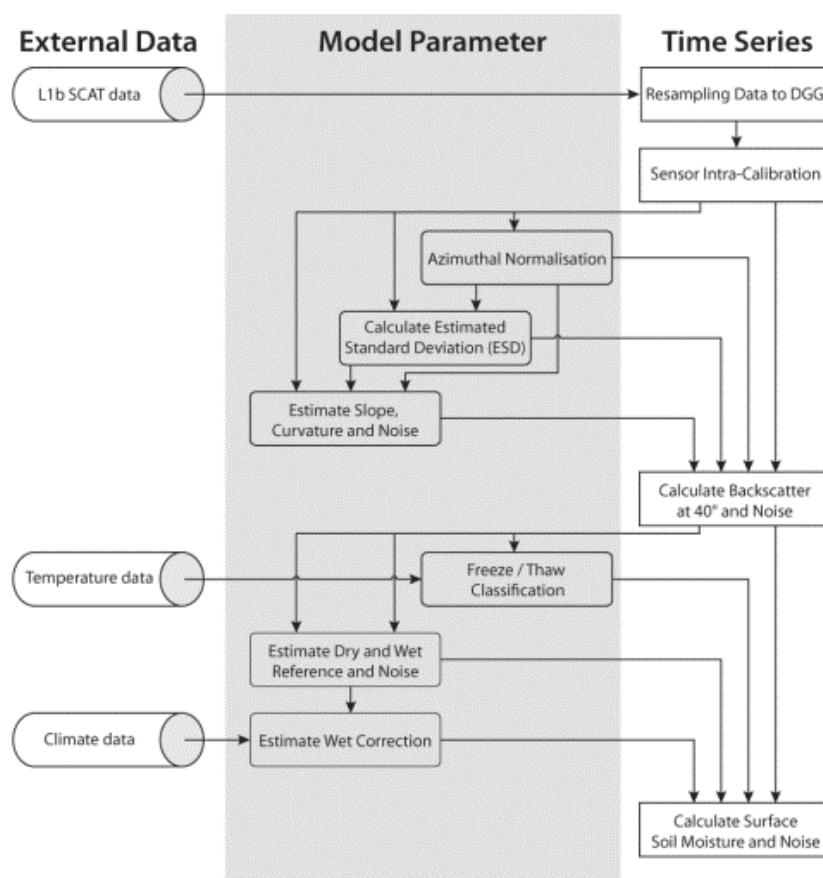 External Data
Model Parameter
Time Series
L1b SCAT data
Resampling Data to DGG
Sensor Intra-Calibration
Azimuthal Normalisation
Calculate Estimated
Standard Deviation (ESD)
Estimate Slope,
Curvature and Noise
Calculate Backscatter
at 40° and Noise
Temperature data
Freeze / Thaw
Classification
Estimate Dry and Wet
Reference and Noise
Climate data
Estimate Wet Correction
Calculate Surface
Soil Moisture and Noise